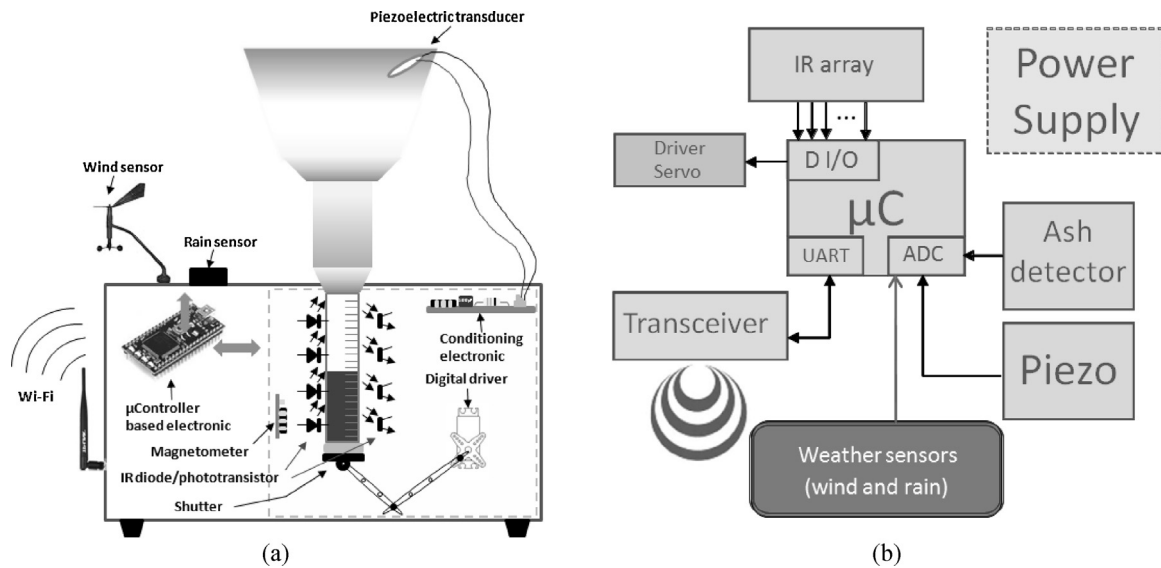 Piezoelectric transducer
Wind sensor
Rain sensor
Wi-Fi
µController
based electronic
Magnetometer
IR diode/phototransistor
Shutter
Conditioning
electronic
Digital driver
(a)
IR array
...
Power
Supply
Driver
Servo
D I/O
µC
UART
ADC
Ash
detector
Transceiver
Piezo
Weather sensors
(wind and rain)
(b)